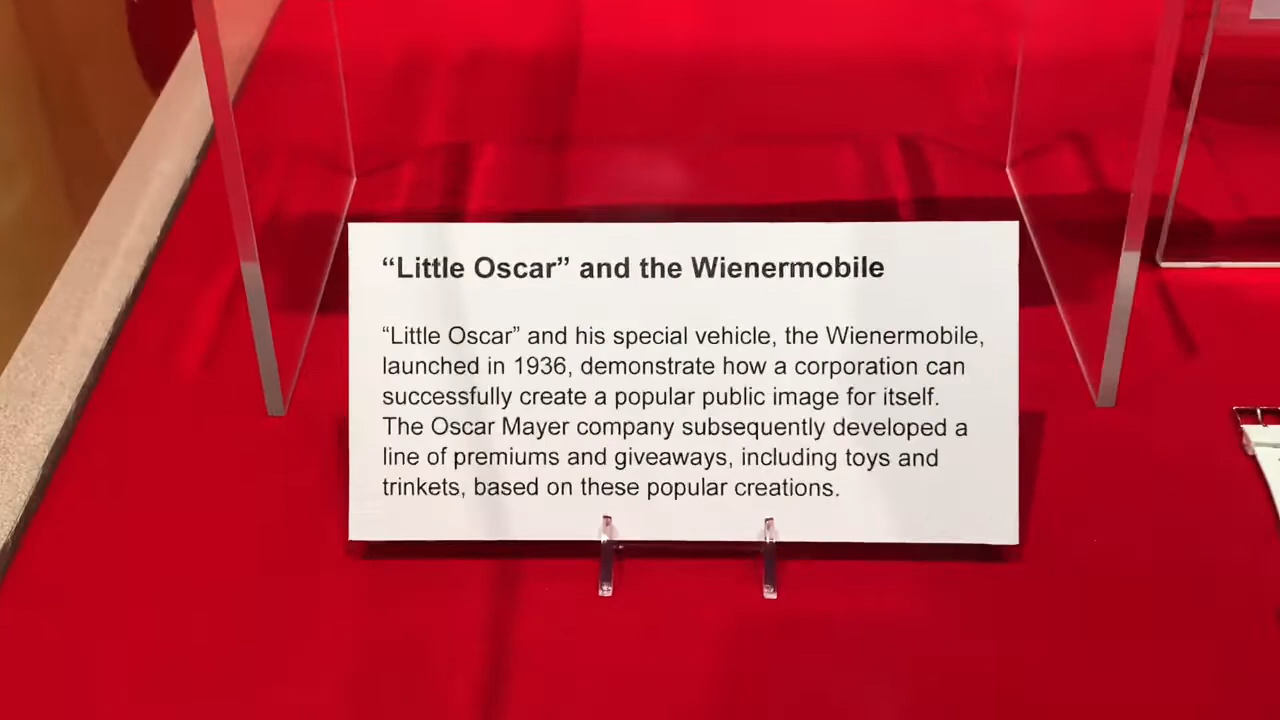 “Little Oscar” and the Wienermobile
“Little Oscar” and his special vehicle, the Wienermobile,
launched in 1936, demonstrate how a corporation can
successfully create a popular public image for itself.
The Oscar Mayer company subsequently developed a
line of premiums and giveaways, including toys and
trinkets, based on these popular creations.